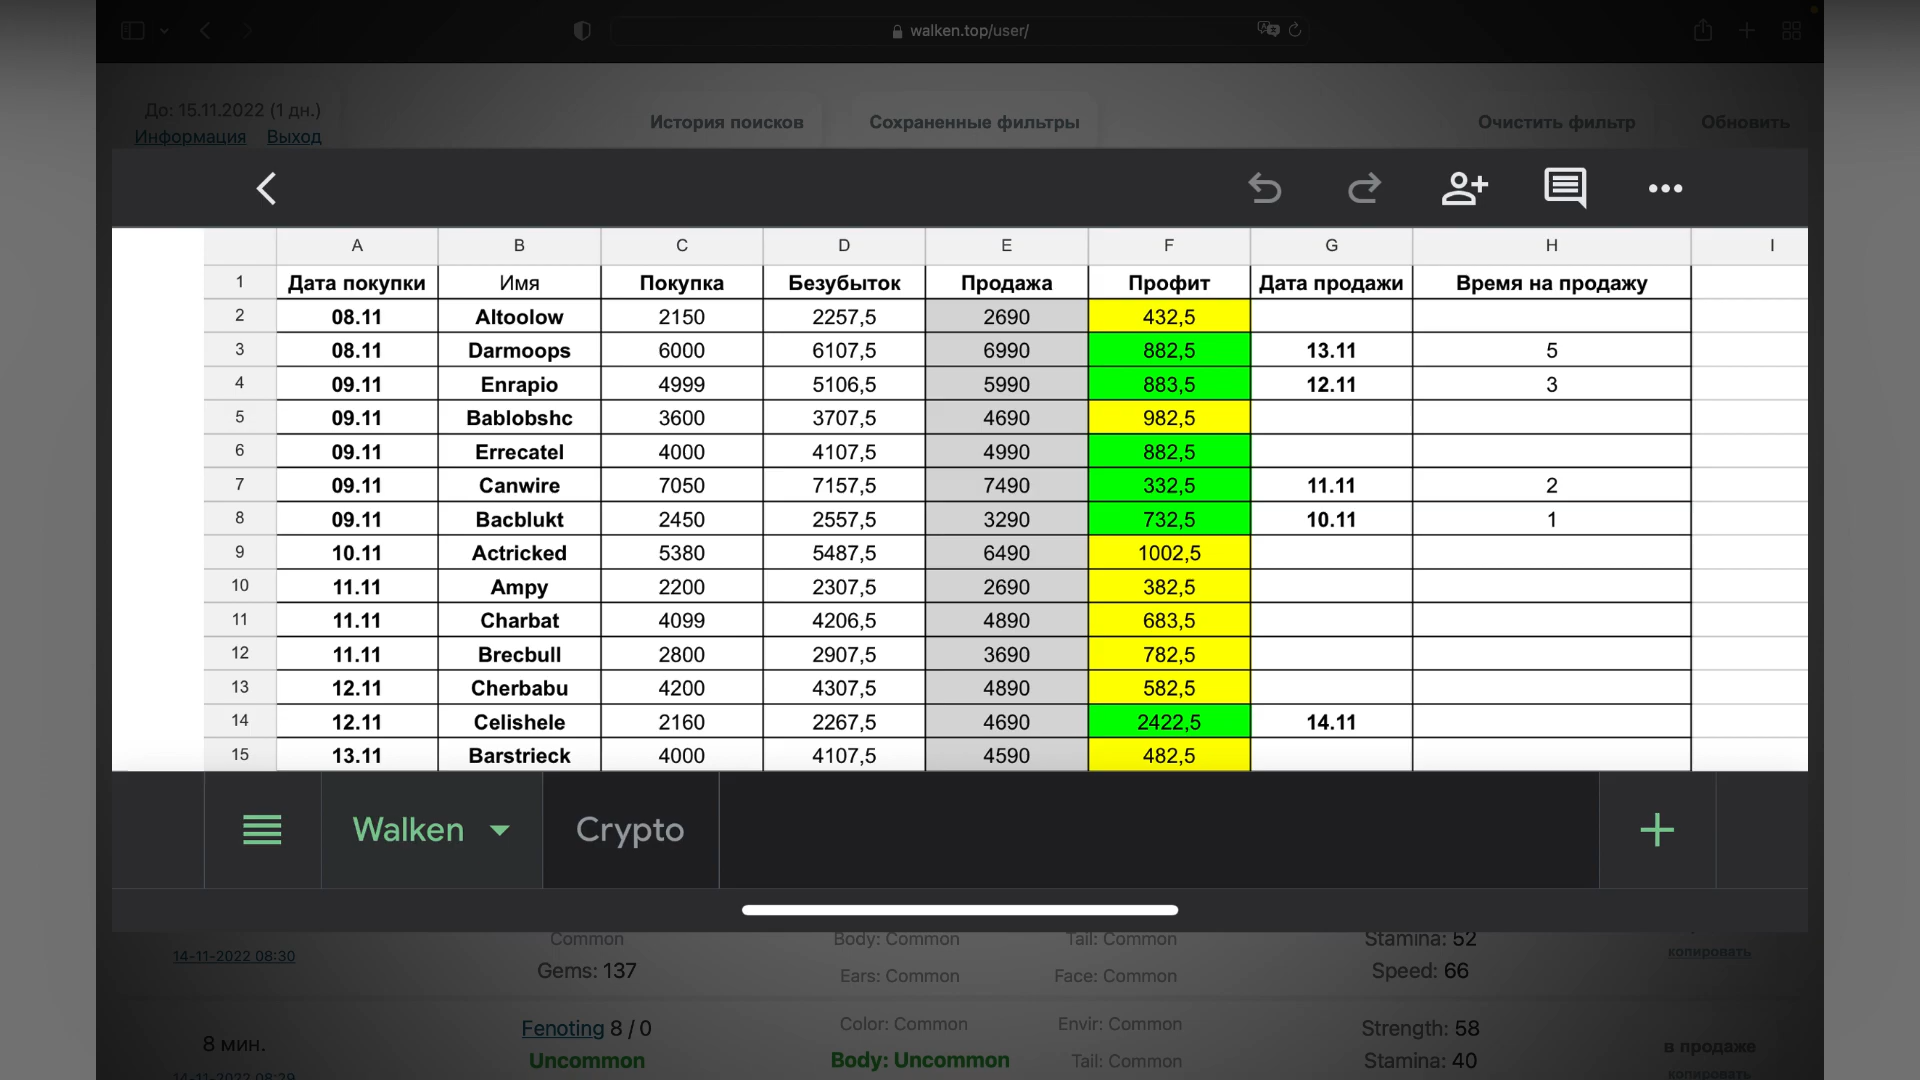 walken.top/user/
До: 15.11.2022 (1 дн.)
Информация Выход
История поисков Сохраненные фильтры Очистить фильтр Обновить
A B C D E F G H I
1 Дата покупки Имя Покупка Безубыток Продажа Профит Дата продажи Время на продажу
2 08.11 Altoolow 2150 2257,5 2690 432,5
3 08.11 Darmoops 6000 6107,5 6990 882,5 13.11 5
4 09.11 Enrapio 4999 5106,5 5990 883,5 12.11 3
5 09.11 Bablobshc 3600 3707,5 4690 982,5
6 09.11 Errecatel 4000 4107,5 4990 882,5
7 09.11 Canwire 7050 7157,5 7490 332,5 11.11 2
8 09.11 Bacblukt 2450 2557,5 3290 732,5 10.11 1
9 10.11 Actricked 5380 5487,5 6490 1002,5
10 11.11 Ampy 2200 2307,5 2690 382,5
11 11.11 Charbat 4099 4206,5 4890 683,5
12 11.11 Brecbull 2800 2907,5 3690 782,5
13 12.11 Cherbabu 4200 4307,5 4890 582,5
14 12.11 Celishele 2160 2267,5 4690 2422,5 14.11
15 13.11 Barstrieck 4000 4107,5 4590 482,5
Walken Crypto
Common Body: Common Tail: Common Stamina: 52
14-11-2022 08:30 Gems: 137 Ears: Common Face: Common Speed: 66 копировать
Fenoting 8 / 0 Color: Common Envir: Common Strength: 58
8 мин. Uncommon Body: Uncommon Tail: Common Stamina: 40 в продаже
14-11-2022 08:29 копировать